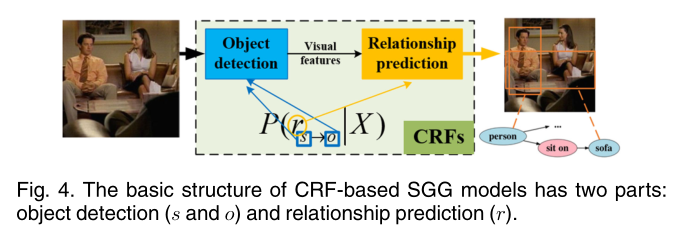 Object
detection
Visual
features
Relationship
prediction
P(r_{s→o}|X)
CRFs
person
...
sit on
sofa
Fig. 4. The basic structure of CRF-based SGG models has two parts:
object detection (s and o) and relationship prediction (r).